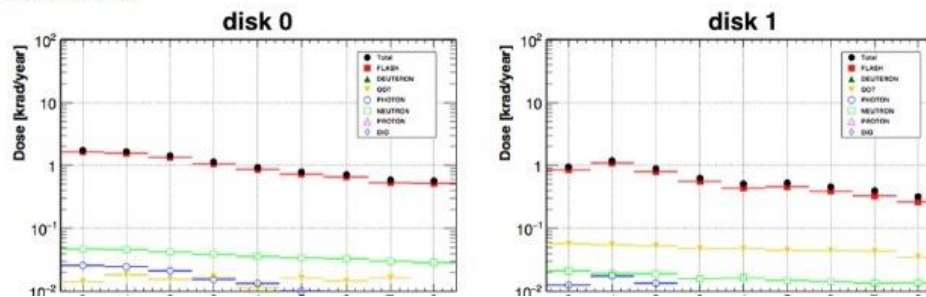 disk 0
disk 1
Dose [krad/year]
10²
10
1
10⁻¹
10⁻²
Total
FLASH
DEUTERON
OOT
PHOTON
NEUTRON
PROTON
DIO
Dose [krad/year]
10²
10
1
10⁻¹
10⁻²
Total
FLASH
DEUTERON
OOT
PHOTON
NEUTRON
PROTON
DIO